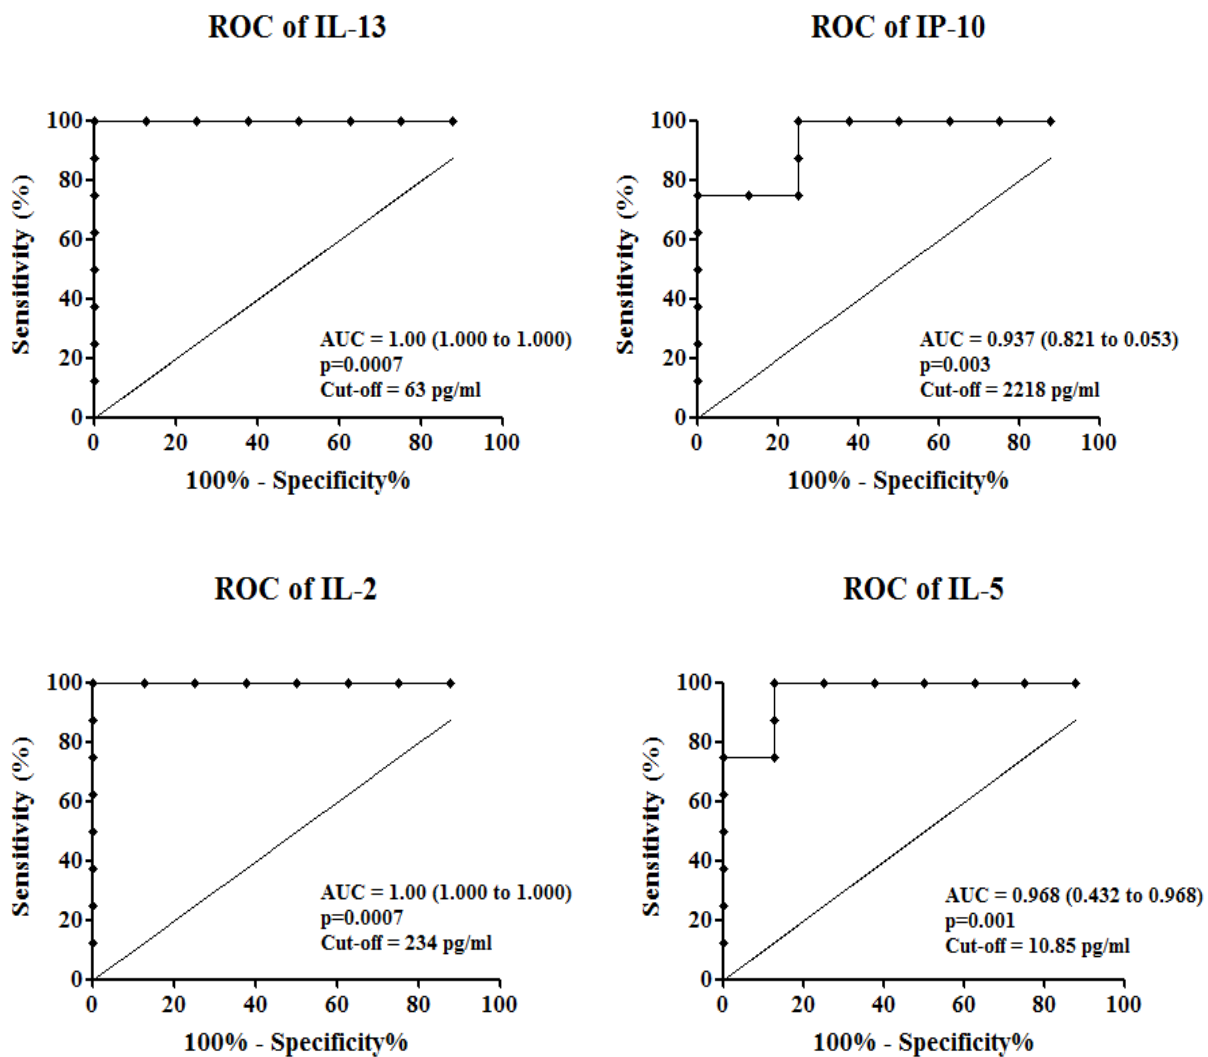 ROC of IL-13
100
80
60
40
20
0
Sensitivity (%)
0 20 40 60 80 100
100% - Specificity%
AUC = 1.00 (1.000 to 1.000)
p=0.0007
Cut-off = 63 pg/ml
ROC of IP-10
100
80
60
40
20
0
Sensitivity (%)
0 20 40 60 80 100
100% - Specificity%
AUC = 0.937 (0.821 to 0.053)
p=0.003
Cut-off = 2218 pg/ml
ROC of IL-2
100
80
60
40
20
0
Sensitivity (%)
0 20 40 60 80 100
100% - Specificity%
AUC = 1.00 (1.000 to 1.000)
p=0.0007
Cut-off = 234 pg/ml
ROC of IL-5
100
80
60
40
20
0
Sensitivity (%)
0 20 40 60 80 100
100% - Specificity%
AUC = 0.968 (0.432 to 0.968)
p=0.001
Cut-off = 10.85 pg/ml